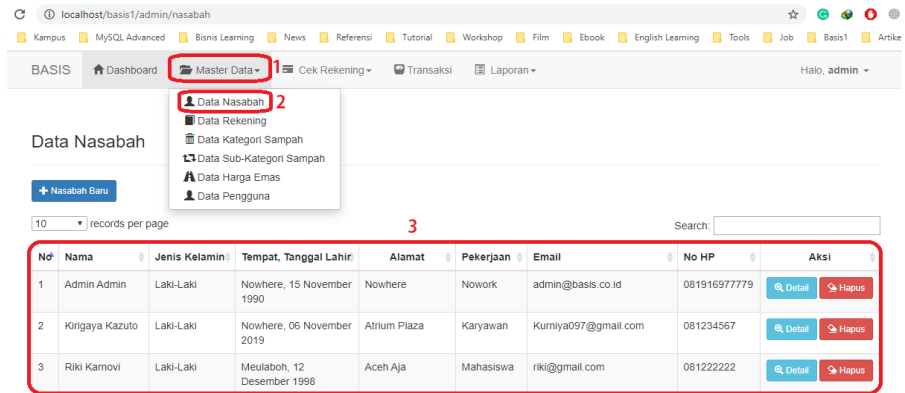 localhost/basis1/admin/nasabah
Kampus MySQL Advanced Bisnis Learning News Referensi Tutorial Workshop Film Ebook English Learning Tools Job Basis1 Artike
BASIS Dashboard Master Data 1 Cek Rekening Transaksi Laporan Halo, admin
Data Nasabah 2
Data Rekening
Data Kategori Sampah
Data Sub-Kategori Sampah
Data Harga Emas
Data Pengguna
Data Nasabah
+ Nasabah Baru
10 records per page 3 Search:
No Nama Jenis Kelamin Tempat, Tanggal Lahir Alamat Pekerjaan Email No HP Aksi
1 Admin Admin Laki-Laki Nowhere, 15 November Nowhere Nowork admin@basis.co.id 081916977779 Detail Hapus
1990
2 Kirigaya Kazuto Laki-Laki Nowhere, 06 November Atrium Plaza Karyawan Kurniya097@gmail.com 081234567 Detail Hapus
2019
3 Riki Karnovi Laki-Laki Meulaboh, 12 Aceh Aja Mahasiswa riki@gmail.com 081222222 Detail Hapus
Desember 1998